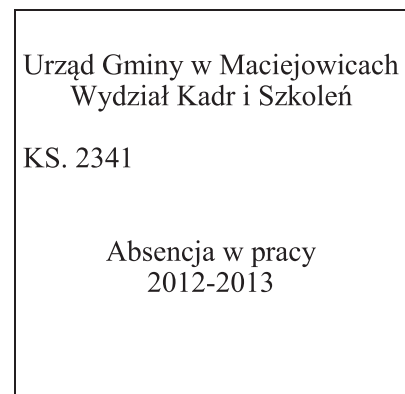 Urząd Gminy w Maciejowicach
Wydział Kadr i Szkoleń
KS. 2341
Absencja w pracy
2012-2013